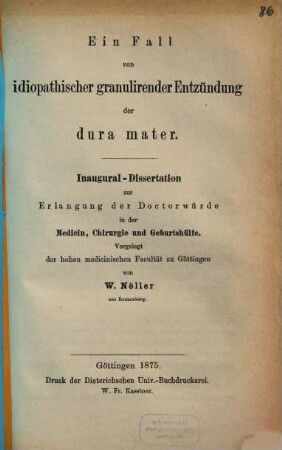 86
Ein Fall
von
idiopathischer granulirender Entzündung
der
dura mater.
Inaugural-Dissertation
zur
Erlangung der Doctorwürde
in der
Medicin, Chirurgie und Geburtshülfe.
Vorgelegt
der hohen medicinischen Facultät zu Göttingen
von
W. Nöller
aus
Göttingen 1875.
Druck der Dieterichschen Univ.-Buchdruckerei.
W. Fr. Kaestner.